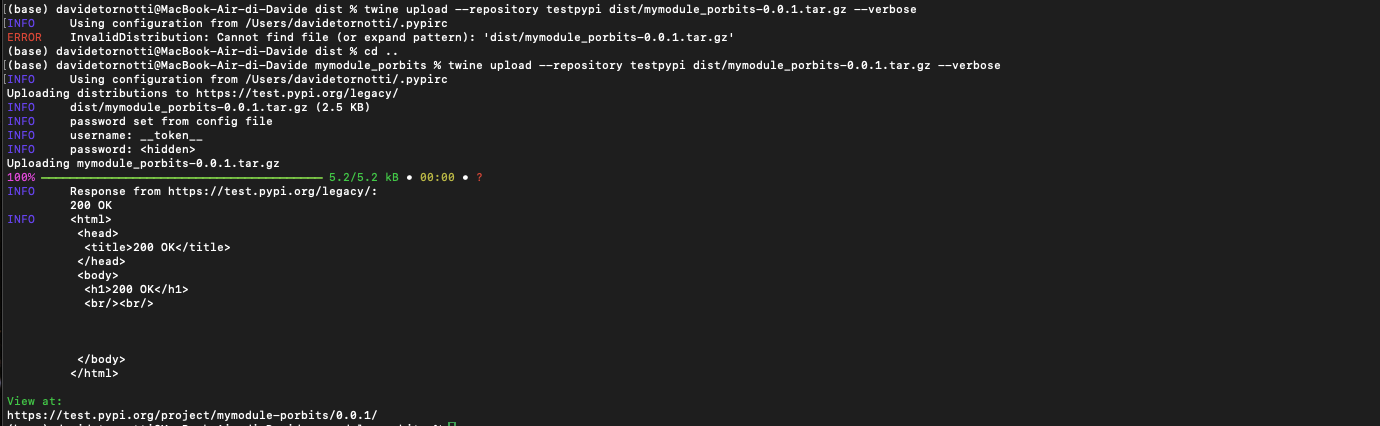 (base) davidetornotti@MacBook-Air-di-Davide dist % twine upload --repository testpypi dist/mymodule_porbits-0.0.1.tar.gz --verbose
[INFO     Using configuration from /Users/davidetornotti/.pypirc
ERROR    InvalidDistribution: Cannot find file (or expand pattern): 'dist/mymodule_porbits-0.0.1.tar.gz'
(base) davidetornotti@MacBook-Air-di-Davide dist % cd ..
[(base) davidetornotti@MacBook-Air-di-Davide mymodule_porbits % twine upload --repository testpypi dist/mymodule_porbits-0.0.1.tar.gz --verbose
[INFO     Using configuration from /Users/davidetornotti/.pypirc
Uploading distributions to https://test.pypi.org/legacy/
INFO     dist/mymodule_porbits-0.0.1.tar.gz (2.5 KB)
INFO     password set from config file
INFO     username: __token__
INFO     password: <hidden>
Uploading mymodule_porbits-0.0.1.tar.gz
100% ━━━━━━━━━━━━━━━━━━━━━━━━━━━━━━━━━━━━━━━━ 5.2/5.2 kB • 00:00 • ?
INFO     Response from https://test.pypi.org/legacy/:
200 OK
INFO     <html>
<head>
<title>200 OK</title>
</head>
<body>
<h1>200 OK</h1>
<br/><br/>
</body>
</html>
View at:
https://test.pypi.org/project/mymodule-porbits/0.0.1/